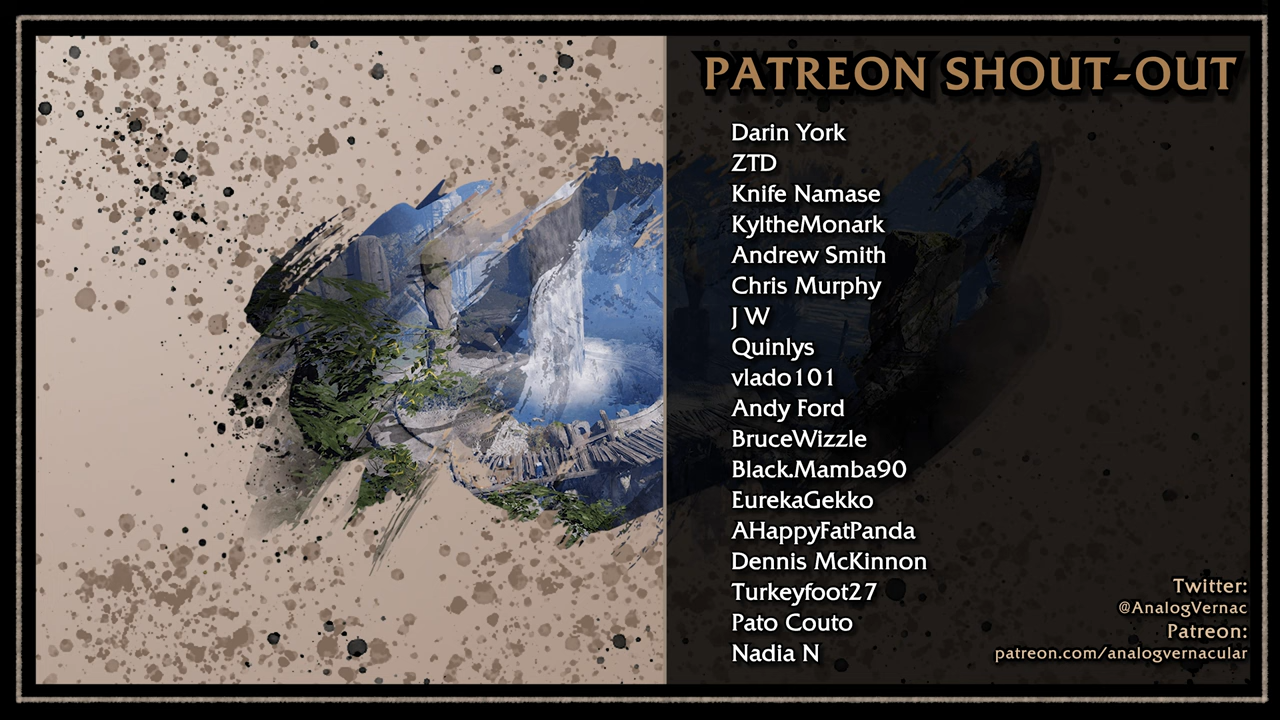 PATREON SHOUT-OUT
Darin York
ZTD
Knife Namase
KyltheMonark
Andrew Smith
Chris Murphy
J W
Quinlys
vlado101
Andy Ford
BruceWizzle
Black.Mamba90
EurekaGekko
AHappyFatPanda
Dennis McKinnon
Turkeyfoot27
Pato Couto
Nadia N
Twitter:
@AnalogVernac
Patreon:
patreon.com/analogvernacular